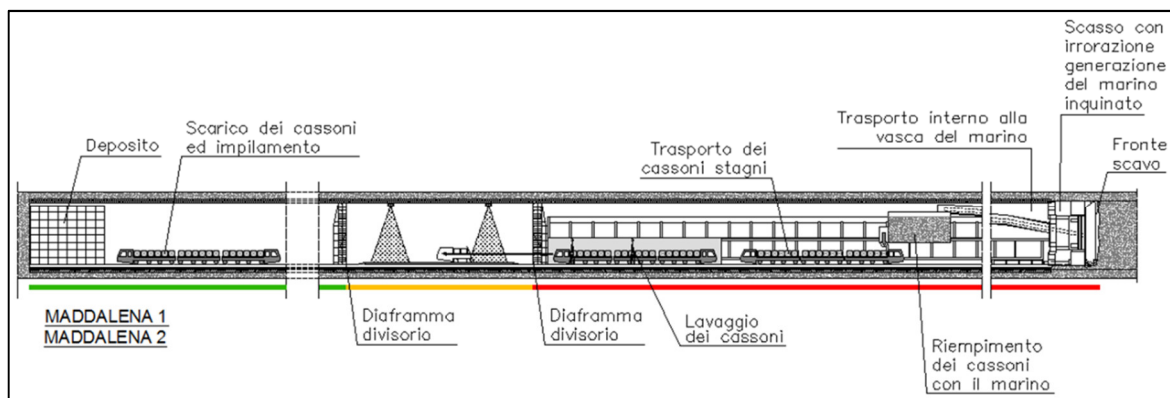 Scasso con
irrorazione
generazione
del marino
inquinato
Scarico dei cassoni
ed impilamento
Deposito
Trasporto interno alla
vasca del marino
Trasporto dei
cassoni stagni
Fronte
scavo
MADDALENA 1
MADDALENA 2
Diaframma
divisorio
Diaframma
divisorio
Lavaggio
dei cassoni
Riempimento
dei cassoni
con il marino